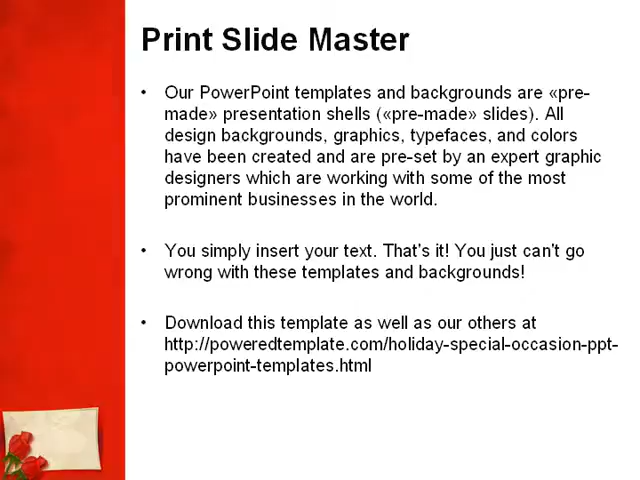 Print Slide Master
• Our PowerPoint templates and backgrounds are «pre-
made» presentation shells («pre-made» slides). All
design backgrounds, graphics, typefaces, and colors
have been created and are pre-set by an expert graphic
designers which are working with some of the most
prominent businesses in the world.
• You simply insert your text. That's it! You just can't go
wrong with these templates and backgrounds!
• Download this template as well as our others at
http://poweredtemplate.com/holiday-special-occasion-ppt-
powerpoint-templates.html